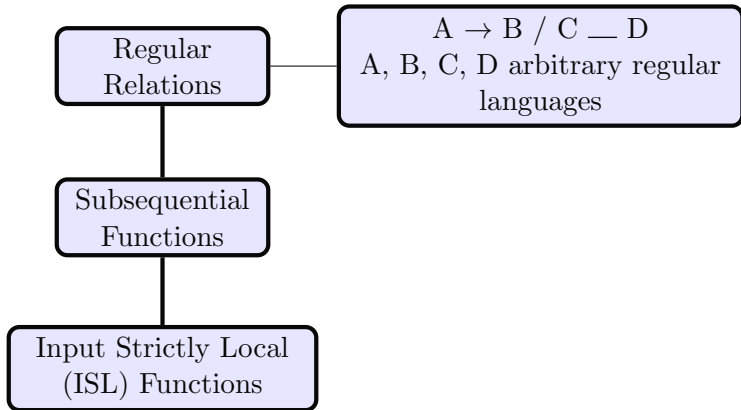 Regular
Relations
A → B / C __ D
A, B, C, D arbitrary regular
languages
Subsequential
Functions
Input Strictly Local
(ISL) Functions